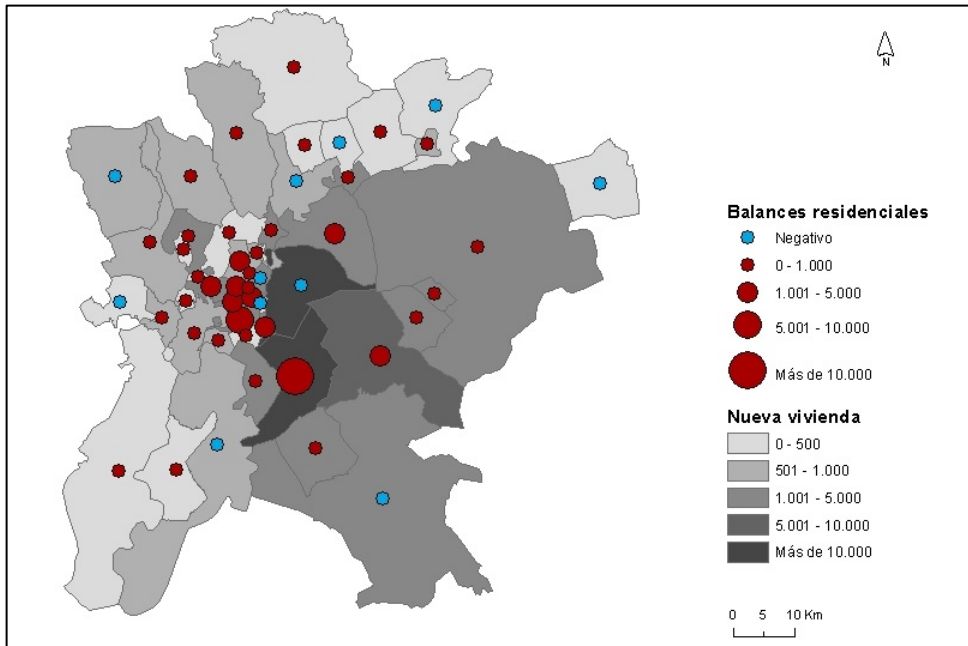 N
Balances residenciales
Negativo
0 - 1.000
1.001 - 5.000
5.001 - 10.000
Más de 10.000
Nueva vivienda
0 - 500
501 - 1.000
1.001 - 5.000
5.001 - 10.000
Más de 10.000
0 5 10 Km